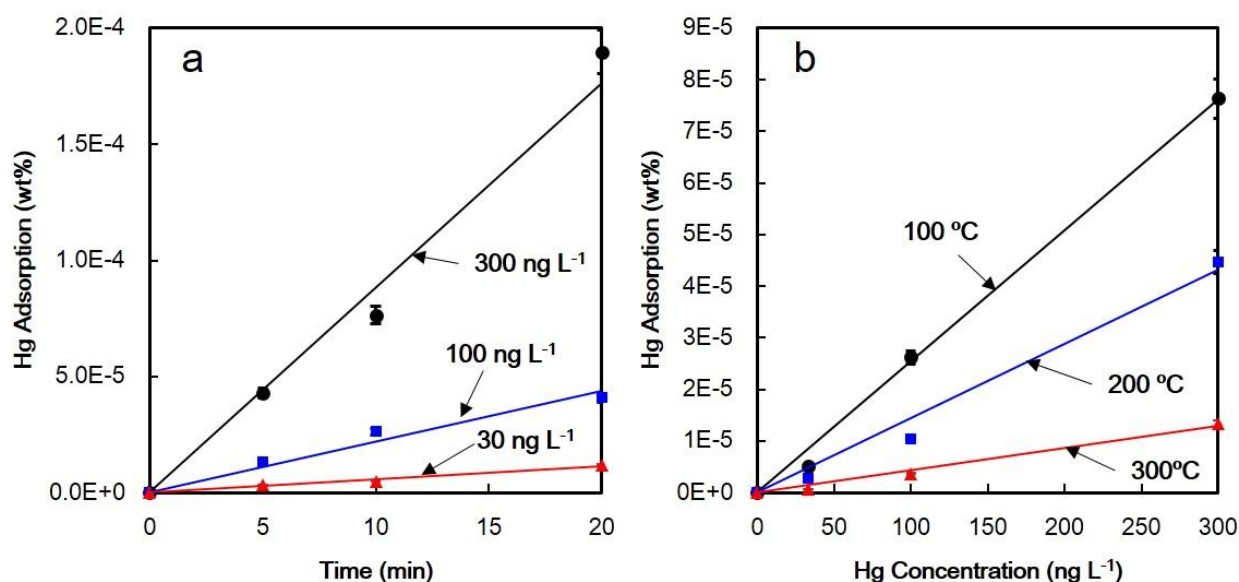 a
Hg Adsorption (wt%)
2.0E-4
1.5E-4
1.0E-4
5.0E-5
0.0E+0
300 ng L⁻¹
100 ng L⁻¹
30 ng L⁻¹
0
5
10
15
20
Time (min)
b
Hg Adsorption (wt%)
9E-5
8E-5
7E-5
6E-5
5E-5
4E-5
3E-5
2E-5
1E-5
0E+0
100 ºC
200 ºC
300ºC
0
50
100
150
200
250
300
Hg Concentration (ng L⁻¹)